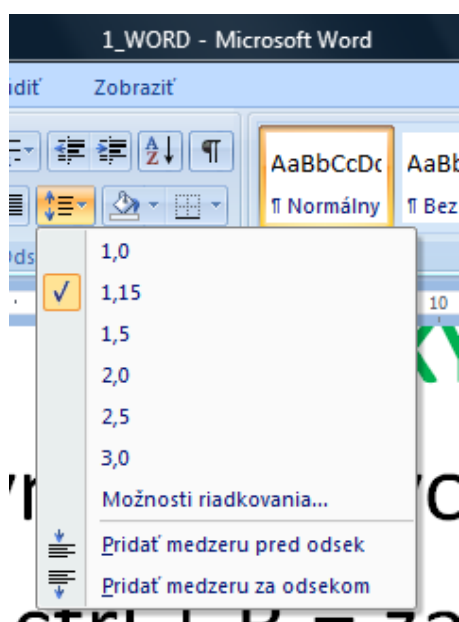 1_WORD - Microsoft Word
Zobraziť
AaBbCcDc AaBb
¶ Normálny ¶ Bez
1,0
1,15
10
1,5
2,0
2,5
3,0
Možnosti riadkovania...
Pridať medzeru pred odsek
Pridať medzeru za odsekom